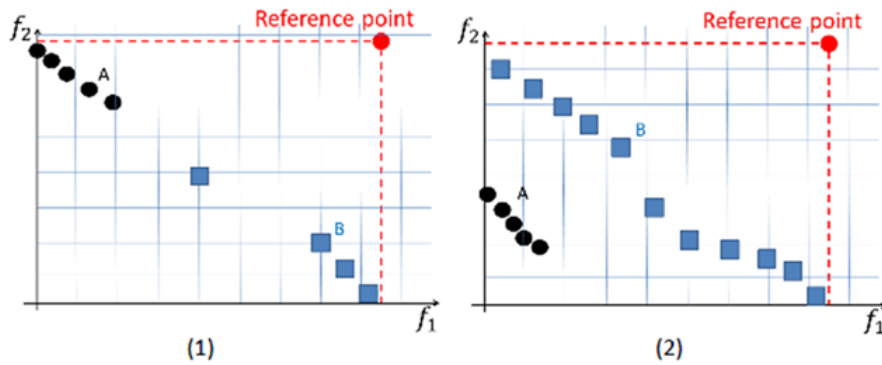 Reference point
f2
A
B
f1
(1)
Reference point
f2
B
A
f1
(2)